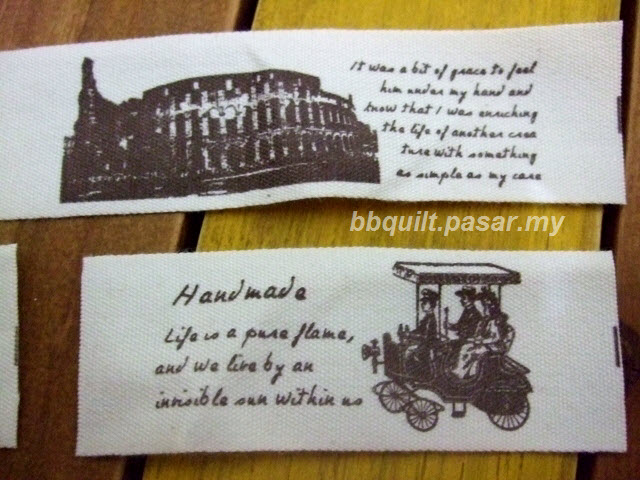 It was a bit of grace to feel
him under my hand and
know that I was enriching
the life of another crea
ture with something
as simple as my care
bbquilt.pasar.my
Handmade
Life is a pure flame,
and we live by an
invisible sun within us